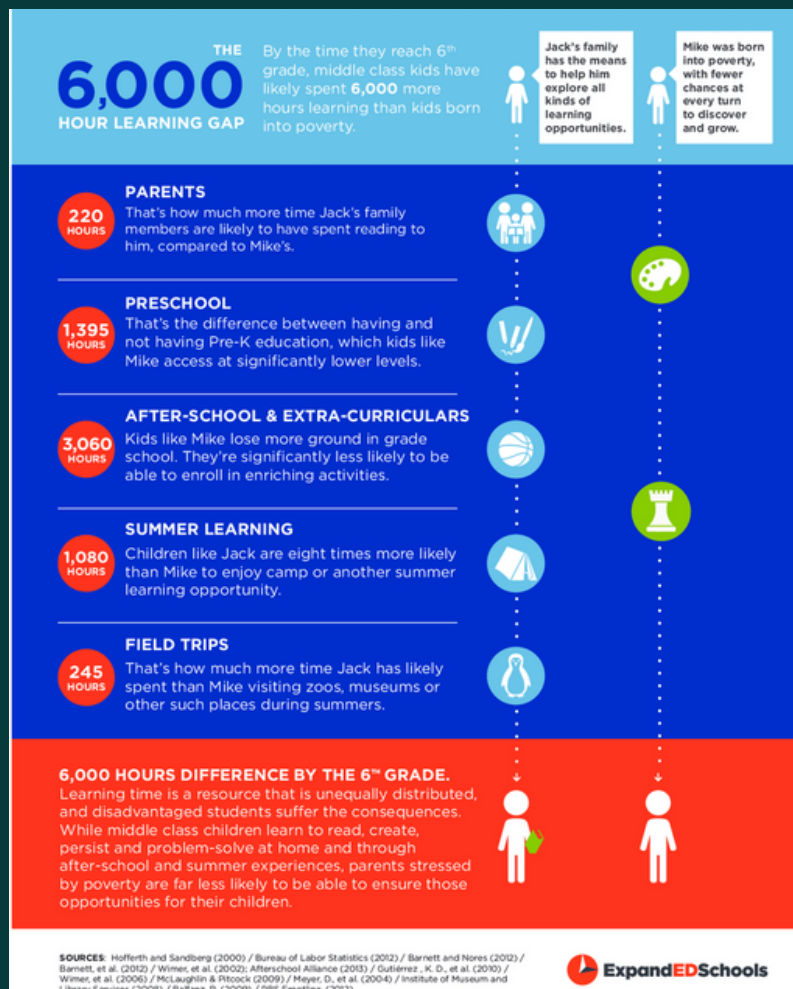 THE
6,000
HOUR LEARNING GAP
By the time they reach 6th
grade, middle class kids have
likely spent 6,000 more
hours learning than kids born
into poverty.
Jack's family
has the means
to help him
explore all
kinds of
learning
opportunities.
Mike was born
into poverty,
with fewer
chances at
every turn
to discover
and grow.
220
HOURS
PARENTS
That's how much more time Jack's family
members are likely to have spent reading to
him, compared to Mike's.
1,395
HOURS
PRESCHOOL
That's the difference between having and
not having Pre-K education, which kids like
Mike access at significantly lower levels.
3,060
HOURS
AFTER-SCHOOL & EXTRA-CURRICULARS
Kids like Mike lose more ground in grade
school. They're significantly less likely to be
able to enroll in enriching activities.
1,080
HOURS
SUMMER LEARNING
Children like Jack are eight times more likely
than Mike to enjoy camp or another summer
learning opportunity.
245
HOURS
FIELD TRIPS
That's how much more time Jack has likely
spent than Mike visiting zoos, museums or
other such places during summers.
6,000 HOURS DIFFERENCE BY THE 6TH GRADE.
Learning time is a resource that is unequally distributed,
and disadvantaged students suffer the consequences.
While middle class children learn to read, create,
persist and problem-solve at home and through
after-school and summer experiences, parents stressed
by poverty are far less likely to be able to ensure those
opportunities for their children.
SOURCES: Hofferth and Sandberg (2000) / Bureau of Labor Statistics (2012) / Barnett and Nores (2012) /
Barnett, et al. (2012) / Wimer, et al. (2002); Afterschool Alliance (2013) / Gutiérrez , K. D., et al. (2010) /
Wimer, et al. (2006) / McLaughlin & Pitcock (2009) / Meyer, D., et al. (2004) / Institute of Museum and
ExpandEDSchools